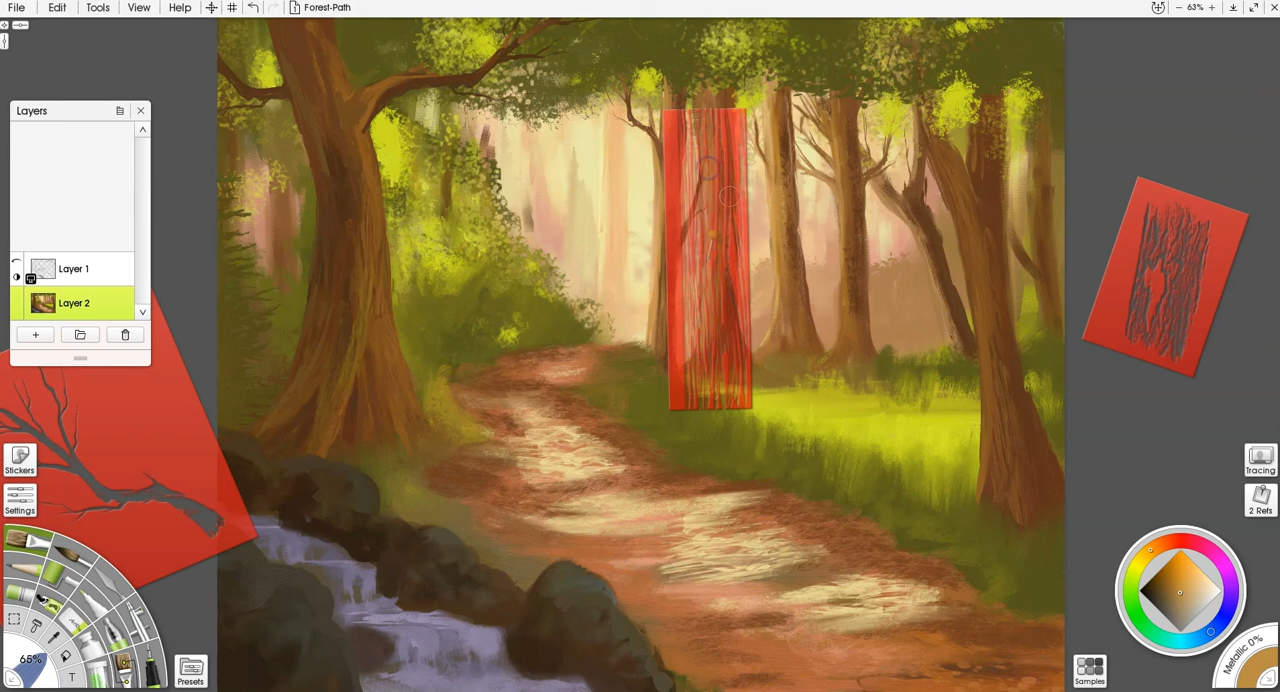 File Edit Tools View Help Forest-Path 63%
Layers
Layer 1
Layer 2
Stickers
Settings
65%
T
Presets
Tracing
2 Refs
Metallic 0%
Samples